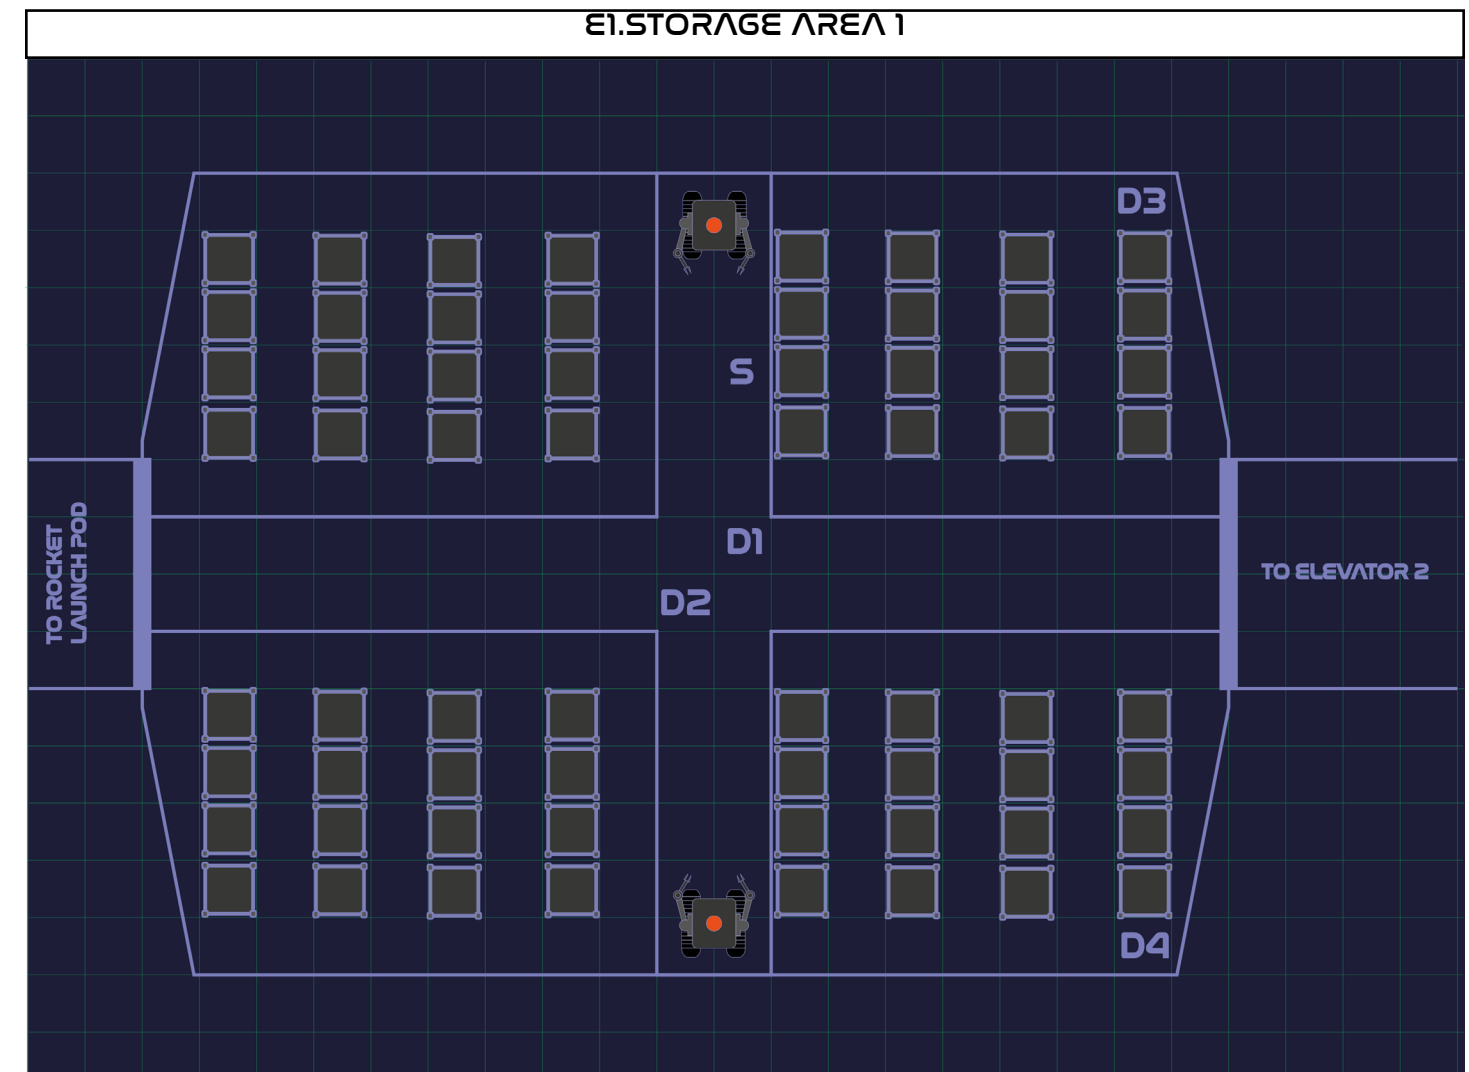 E1.STORAGE AREA 1
D3
S
D1
TO ROCKET
LAUNCH POD
TO ELEVATOR 2
D2
D4